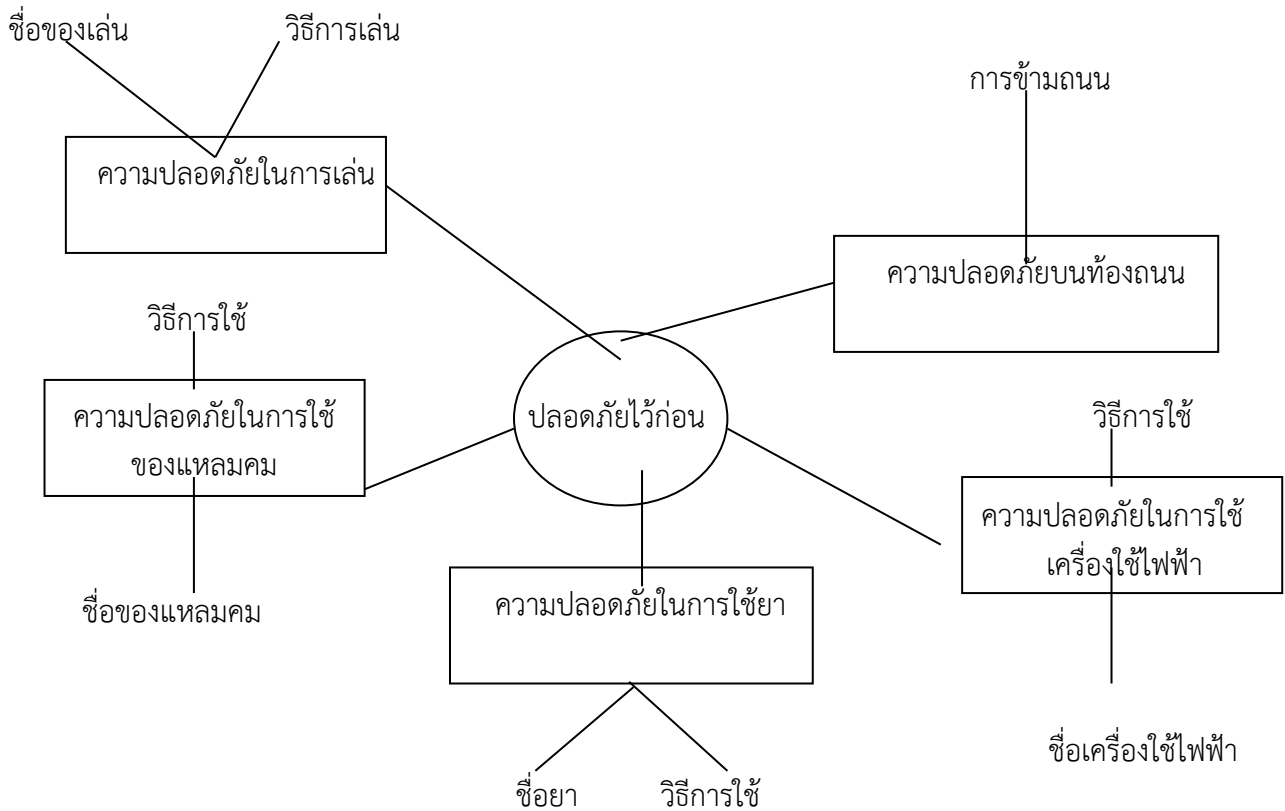 ชื่อของเล่น
วิธีการเล่น
การข้ามถนน
ความปลอดภัยในการเล่น
ความปลอดภัยบนท้องถนน
วิธีการใช้
ความปลอดภัยในการใช้
ของแหลมคม
ปลอดภัยไว้ก่อน
วิธีการใช้
ความปลอดภัยในการใช้
เครื่องใช้ไฟฟ้า
ชื่อของแหลมคม
ความปลอดภัยในการใช้ยา
ชื่อเครื่องใช้ไฟฟ้า
ชื่อยา
วิธีการใช้